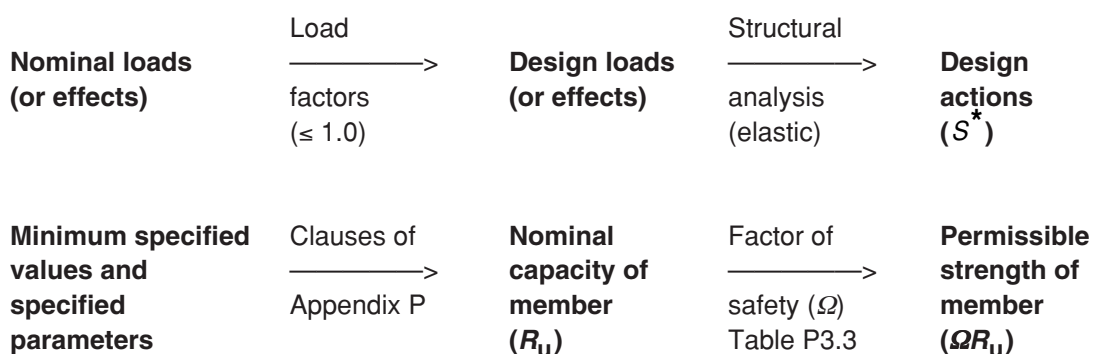 Load
Structural
Nominal loads ————> Design loads ————> Design
(or effects) factors (or effects) analysis actions
(≤ 1.0) (elastic) (S*)
Minimum specified Clauses of Nominal Factor of Permissible
values and ————> capacity of ————> strength of
specified Appendix P member safety (Ω) member
parameters (Ru) Table P3.3 (ΩRu)